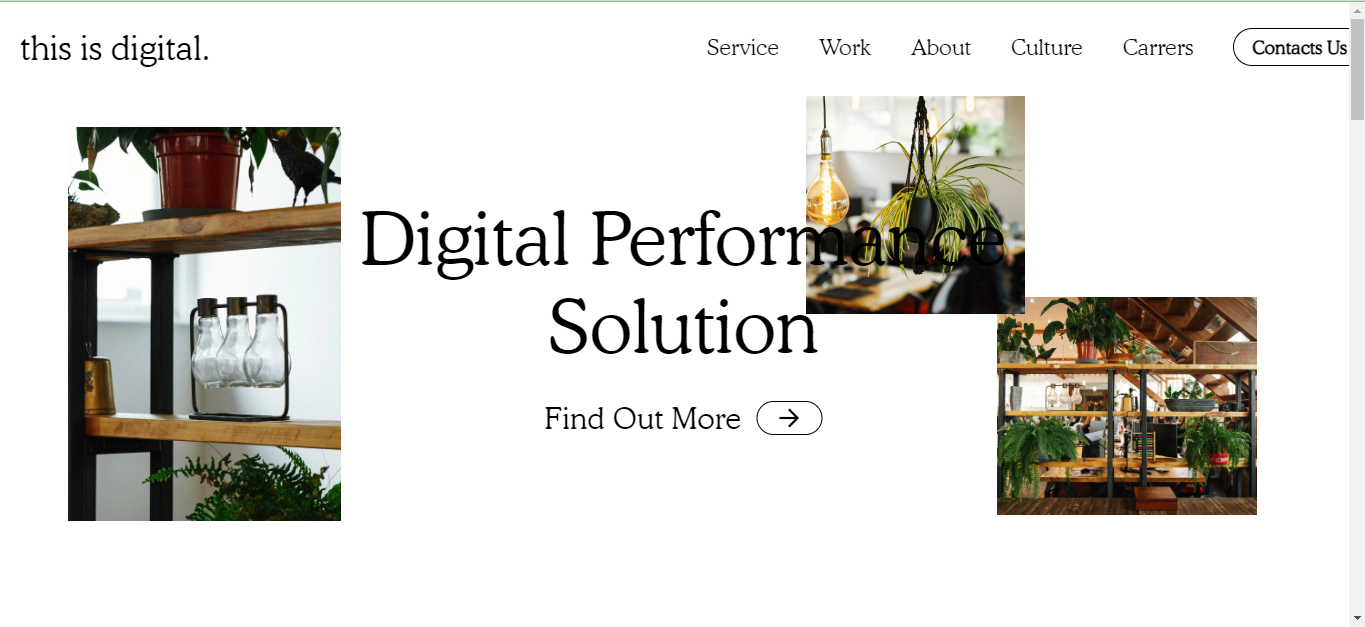 this is digital.
Service Work About Culture Carrers Contacts Us
Digital Performance
Solution
Find Out More